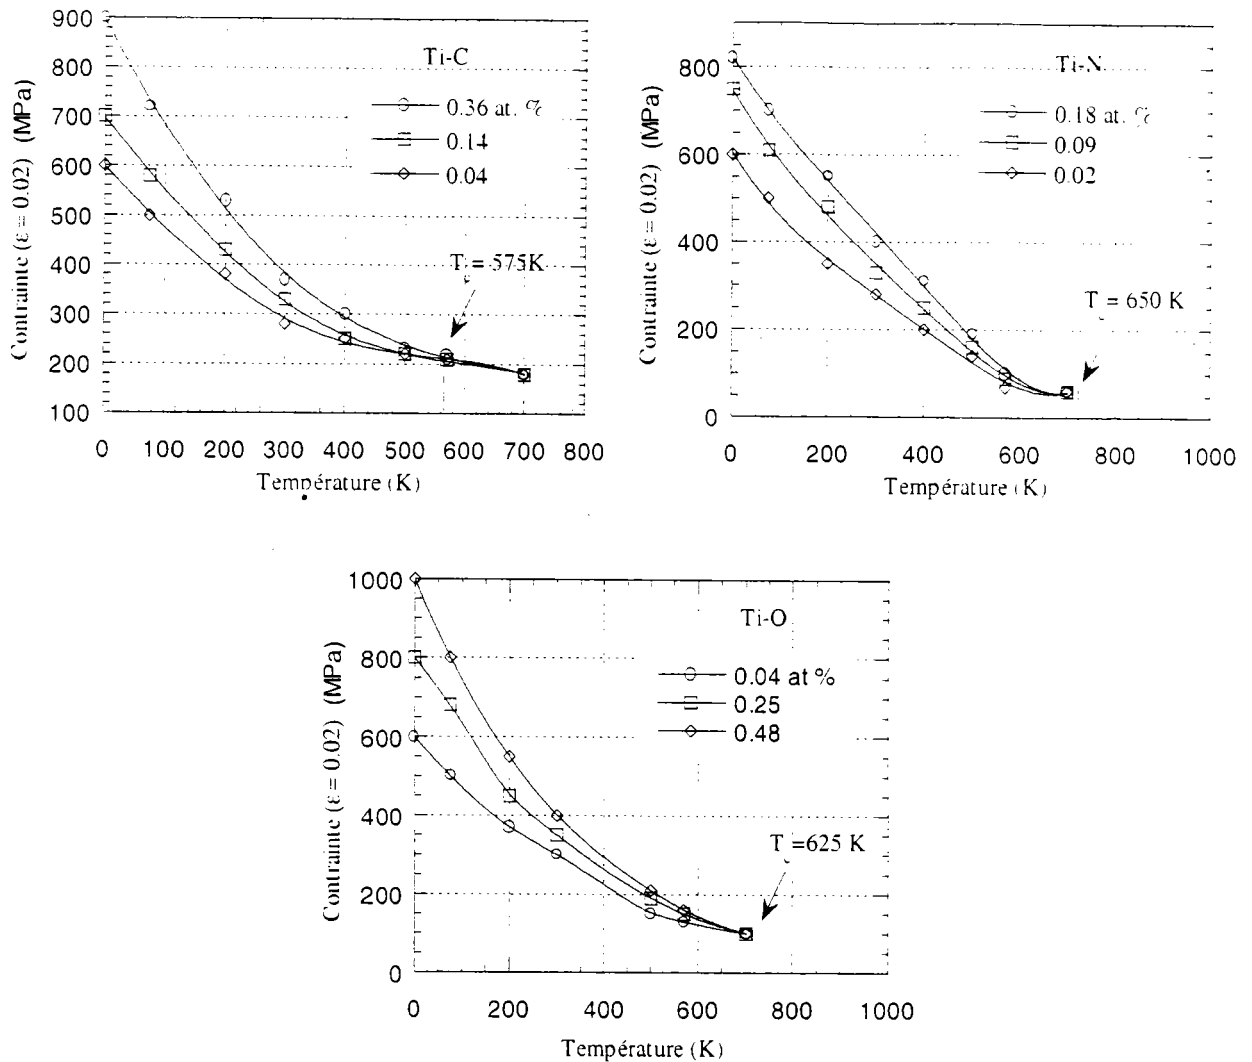 Contrainte (ε = 0.02) (MPa)
900
800
700
600
500
400
300
200
100
Ti-C
0.36 at. %
0.14
0.04
T = 575K
0 100 200 300 400 500 600 700 800
Température (K)
Contrainte (ε = 0.02) (MPa)
800
600
400
200
0
Ti-N
0.18 at. %
0.09
0.02
T = 650 K
0 200 400 600 800 1000
Température (K)
Contrainte (ε = 0.02) (MPa)
1000
800
600
400
200
0
Ti-O
0.04 at %
0.25
0.48
T =625 K
0 200 400 600 800 1000
Température (K)